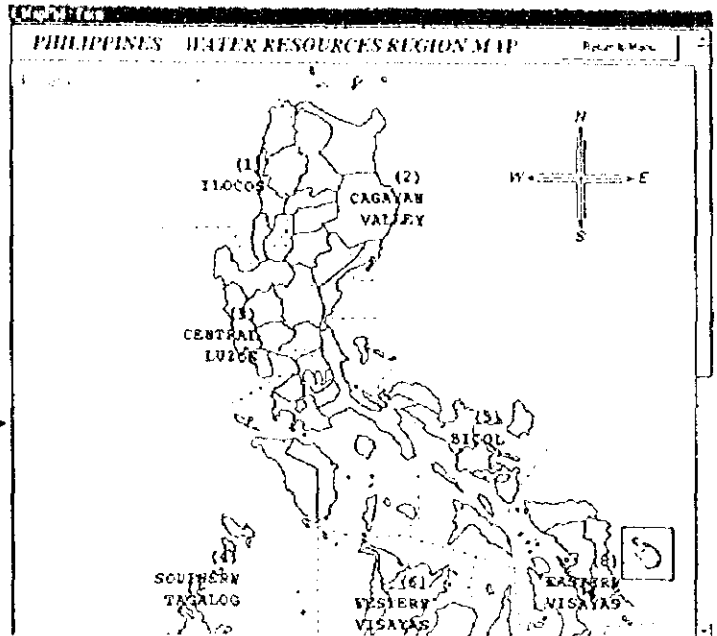 PHILIPPINES WATER RESOURCES REGION MAP
N
W E
S
(1)
ILOCOS
(2)
CAGAYAN
VALLEY
(3)
CENTRAL
LUZON
(5)
BICOL
(4)
SOUTHERN
TAGALOG
(6)
WESTERN
VISAYAS
(8)
EASTERN
VISAYAS